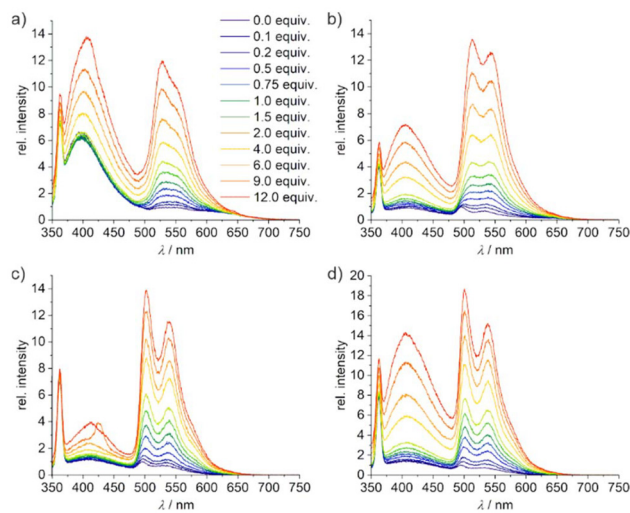 a)
14
12
10
8
6
4
2
0
rel. intensity
350 400 450 500 550 600 650 700 750
λ / nm
0.0 equiv.
0.1 equiv.
0.2 equiv.
0.5 equiv.
0.75 equiv.
1.0 equiv.
1.5 equiv.
2.0 equiv.
4.0 equiv.
6.0 equiv.
9.0 equiv.
12.0 equiv.
b)
14
12
10
8
6
4
2
0
rel. intensity
350 400 450 500 550 600 650 700 750
λ / nm
c)
14
12
10
8
6
4
2
0
rel. intensity
350 400 450 500 550 600 650 700 750
λ / nm
d)
20
18
16
14
12
10
8
6
4
2
0
rel. intensity
350 400 450 500 550 600 650 700 750
λ / nm